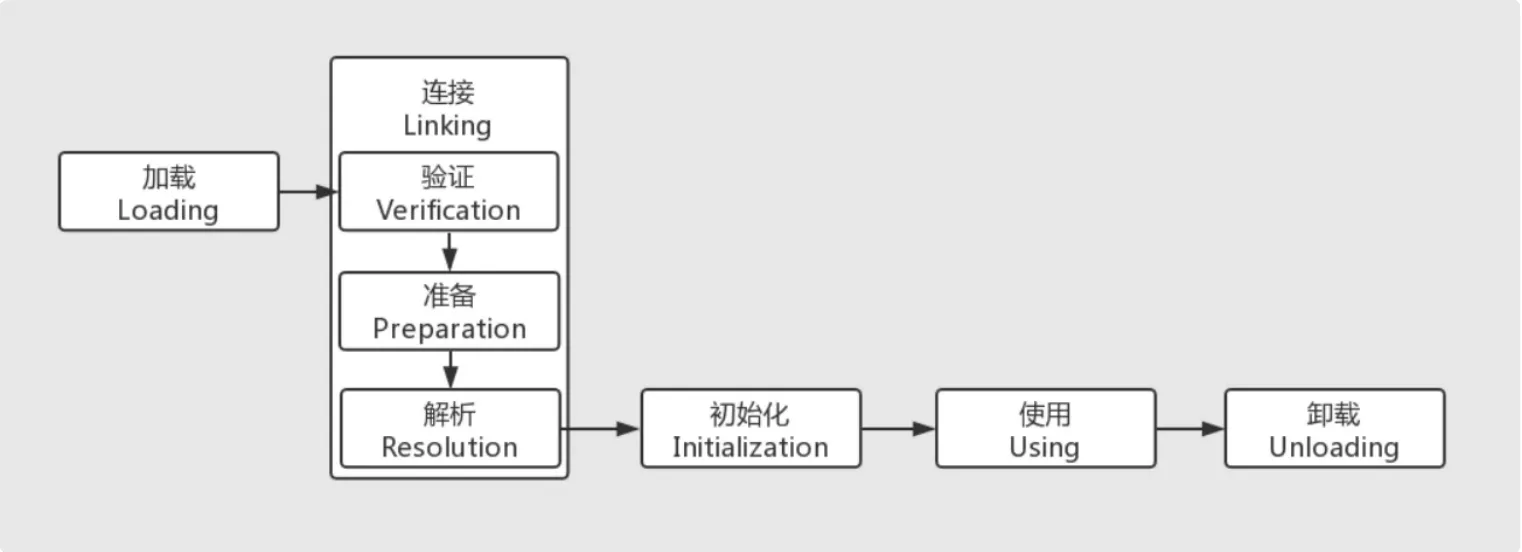 连接
Linking
加载
Loading
验证
Verification
准备
Preparation
解析
Resolution
初始化
Initialization
使用
Using
卸载
Unloading